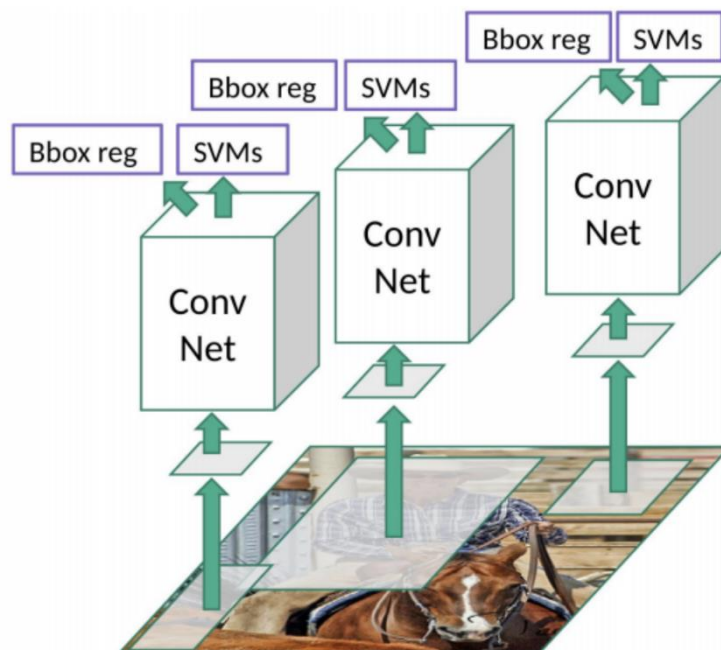 Bbox reg SVMs
Bbox reg SVMs
Bbox reg SVMs
Conv
Net
Conv
Net
Conv
Net